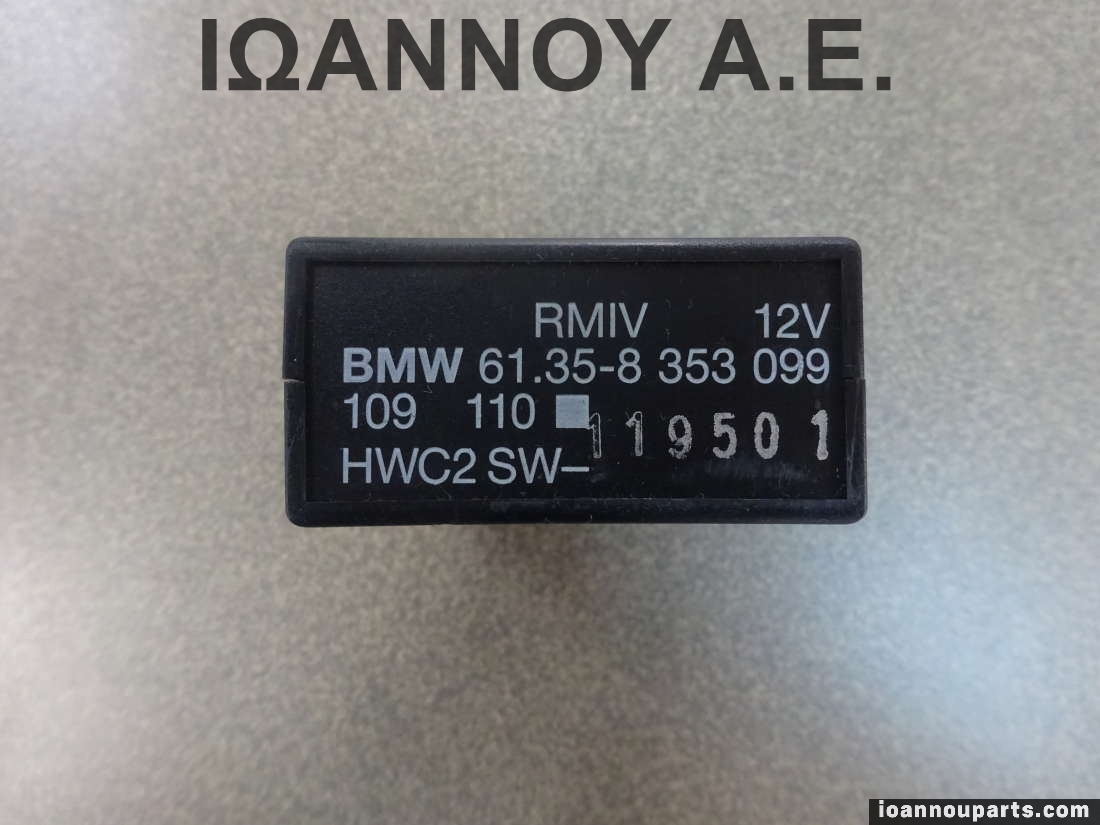 ΙΩΑΝΝΟΥ Α.Ε.
RMIV 12V
BMW 61.35-8 353 099
109 110
119501
HWC2 SW–
ioannouparts.com